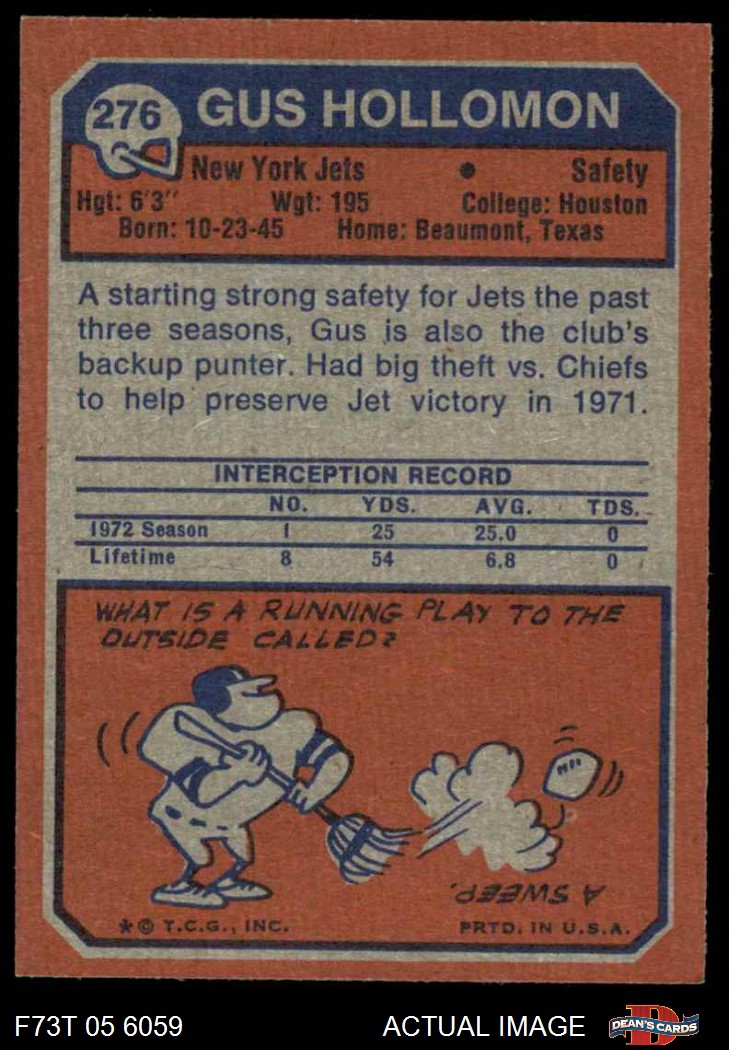 276 GUS HOLLOMON
New York Jets • Safety
Hgt: 6'3" Wgt: 195 College: Houston
Born: 10-23-45 Home: Beaumont, Texas
A starting strong safety for Jets the past
three seasons, Gus is also the club's
backup punter. Had big theft vs. Chiefs
to help preserve Jet victory in 1971.
INTERCEPTION RECORD
NO. YDS. AVG. TDS.
1972 Season 1 25 25.0 0
Lifetime 8 54 6.8 0
WHAT IS A RUNNING PLAY TO THE
OUTSIDE CALLED?
A SWEEP.
*© T.C.G., INC. PRTD. IN U.S.A.
F73T 05 6059 ACTUAL IMAGE D DEAN'S CARDS